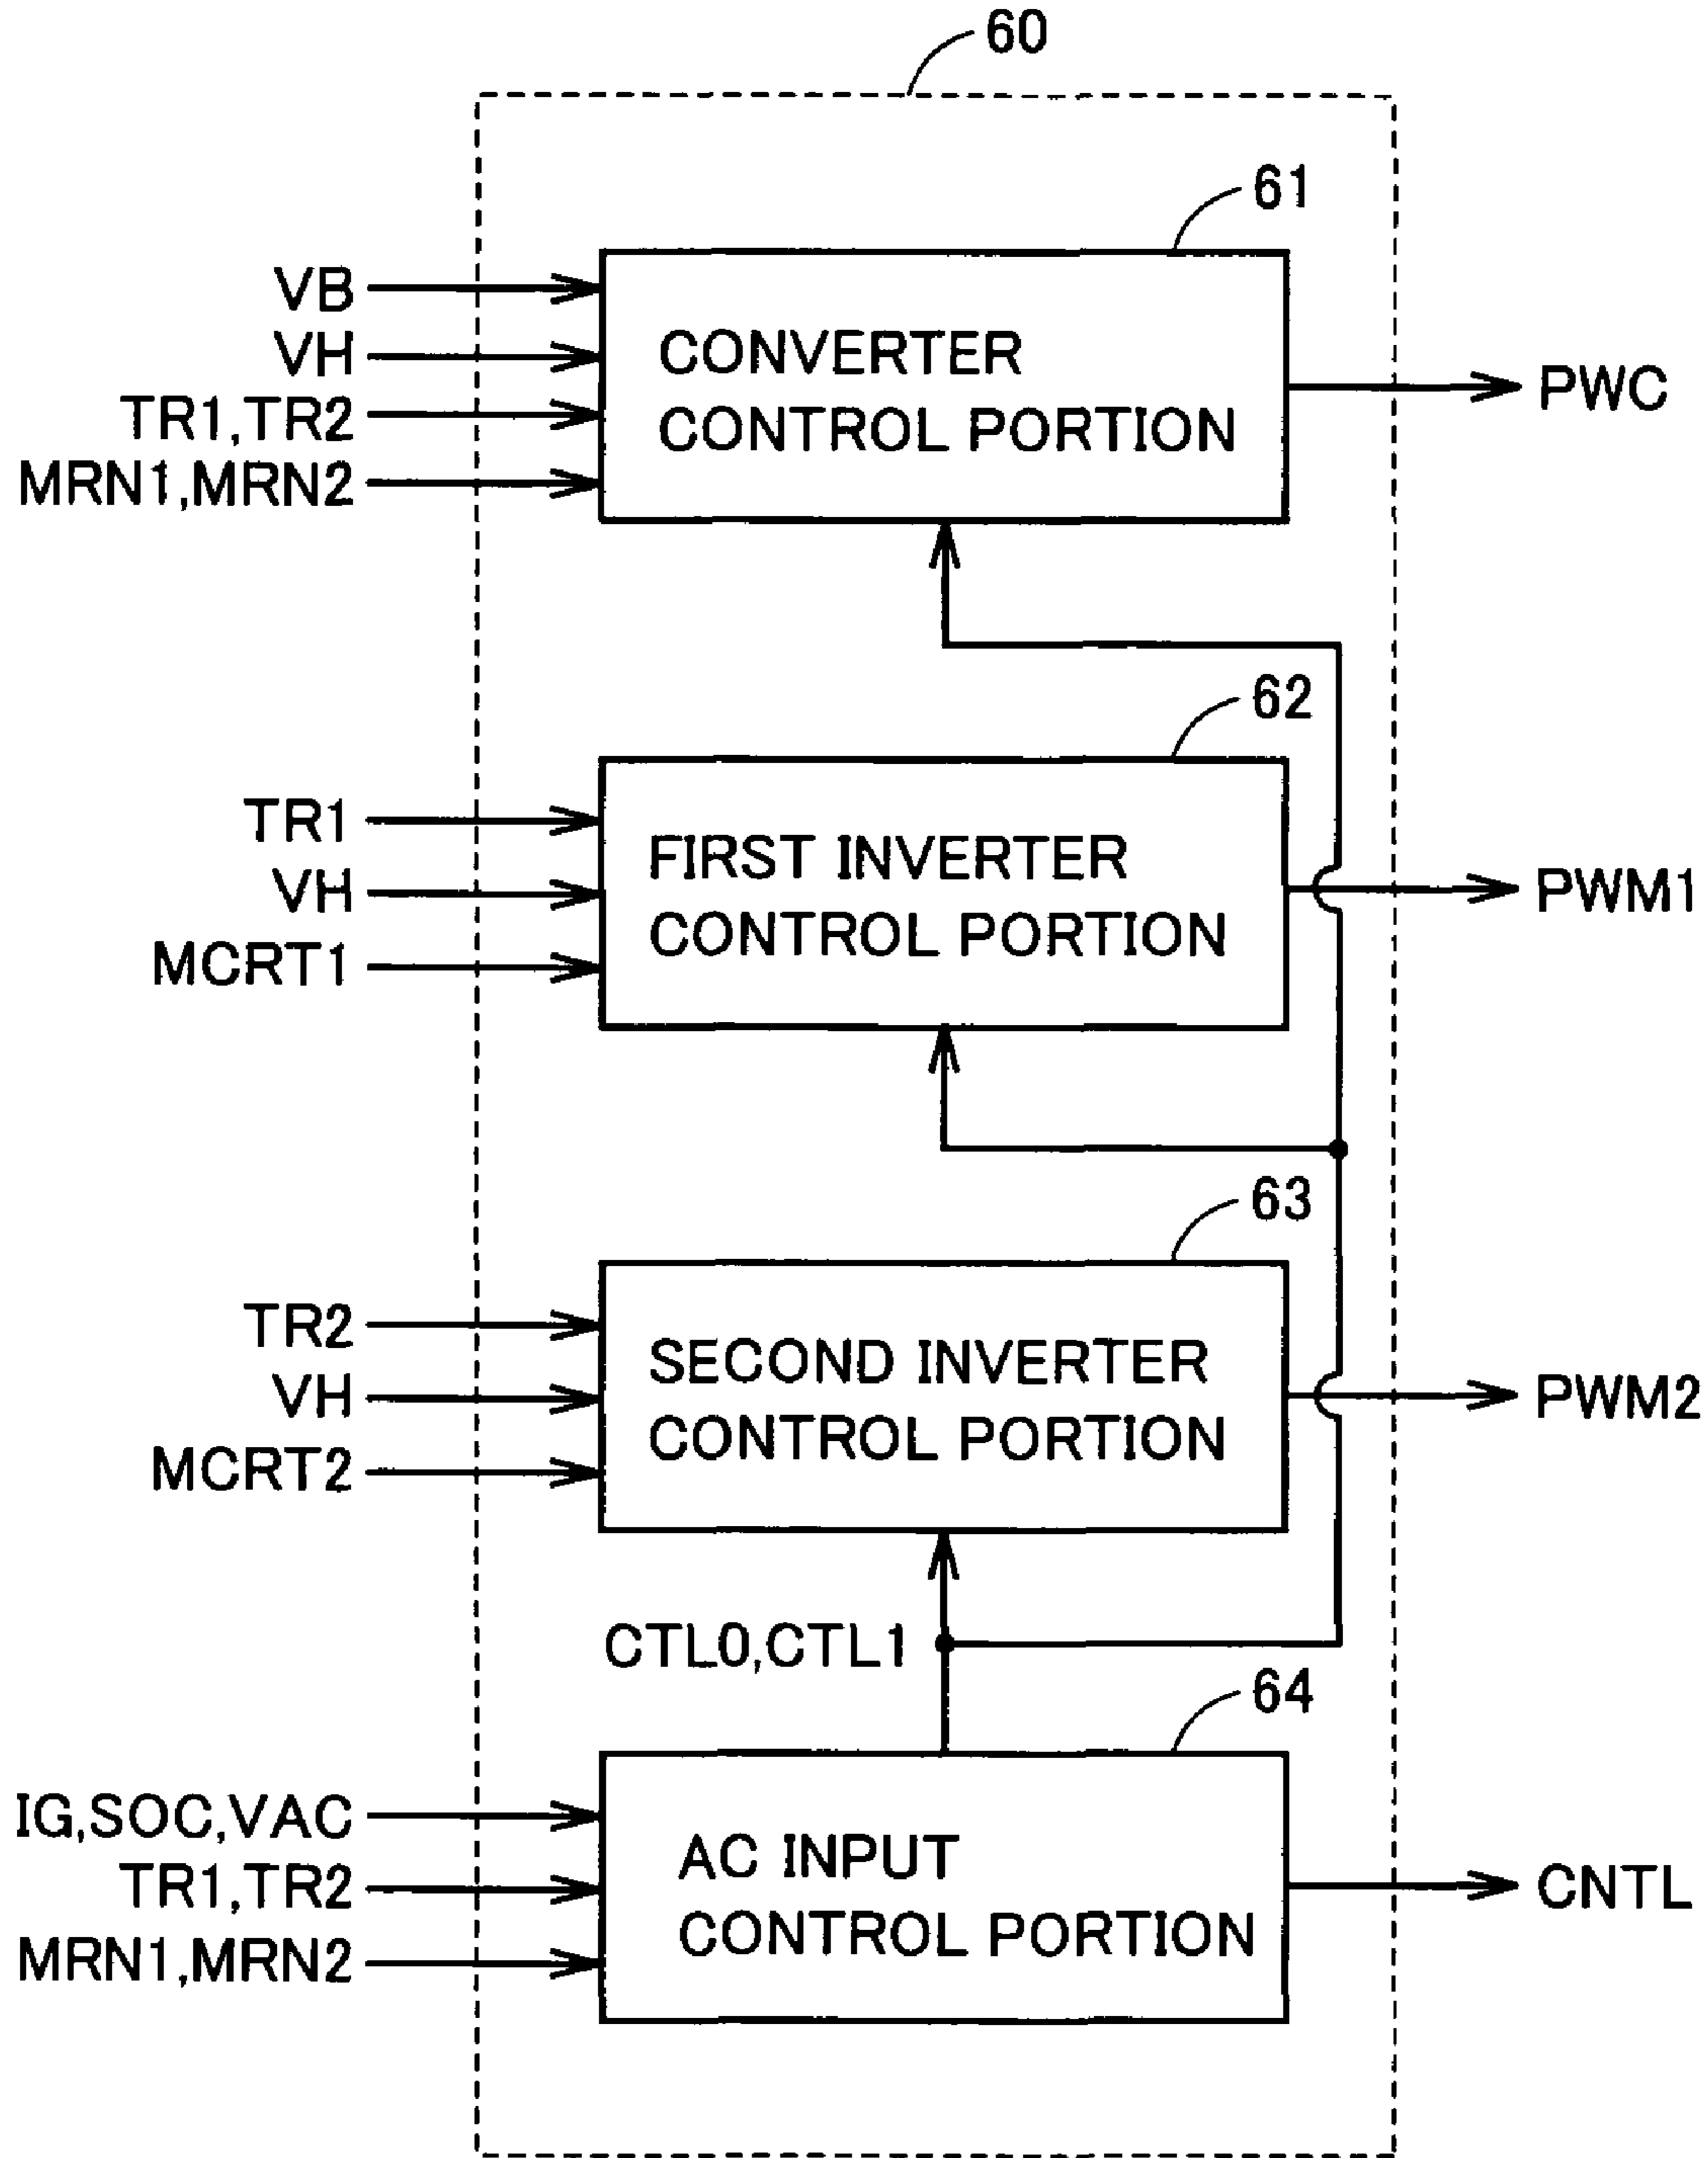 60
61
VB
VH
TR1,TR2
MRN1,MRN2
CONVERTER
CONTROL PORTION
PWC
62
TR1
VH
MCRT1
FIRST INVERTER
CONTROL PORTION
PWM1
63
TR2
VH
MCRT2
SECOND INVERTER
CONTROL PORTION
PWM2
CTL0,CTL1
64
IG,SOC,VAC
TR1,TR2
MRN1,MRN2
AC INPUT
CONTROL PORTION
CNTL